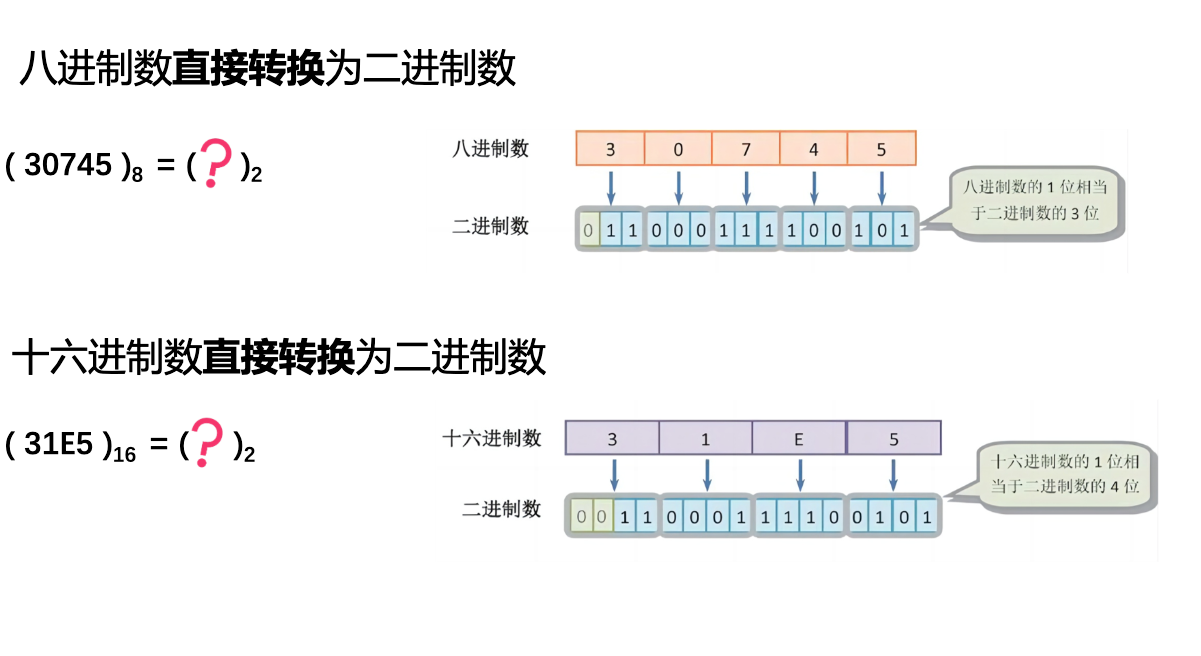 八进制数直接转换为二进制数
( 30745 )8 = (? )2
八进制数
3 0 7 4 5
二进制数
0 1 1 0 0 0 1 1 1 1 0 0 1 0 1
八进制数的 1 位相当
于二进制数的 3 位
十六进制数直接转换为二进制数
( 31E5 )16 = (? )2
十六进制数
3 1 E 5
二进制数
0 0 1 1 0 0 0 1 1 1 1 0 0 1 0 1
十六进制数的 1 位相
当于二进制数的 4 位